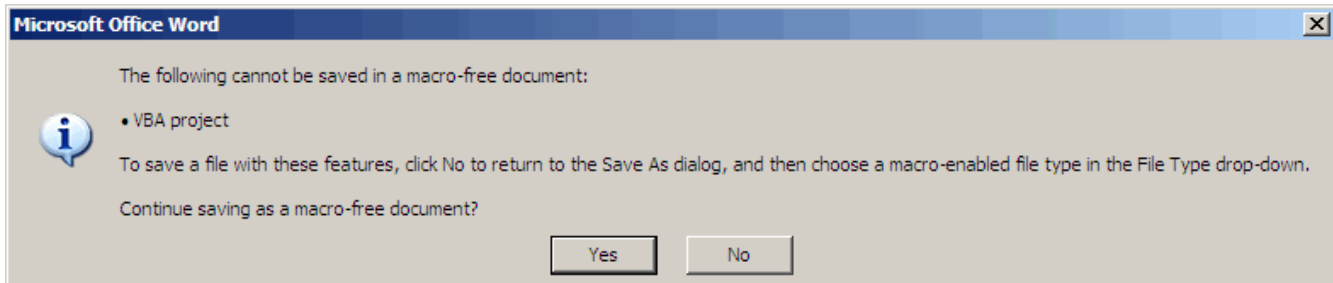 Microsoft Office Word
The following cannot be saved in a macro-free document:
• VBA project
To save a file with these features, click No to return to the Save As dialog, and then choose a macro-enabled file type in the File Type drop-down.
Continue saving as a macro-free document?
Yes
No